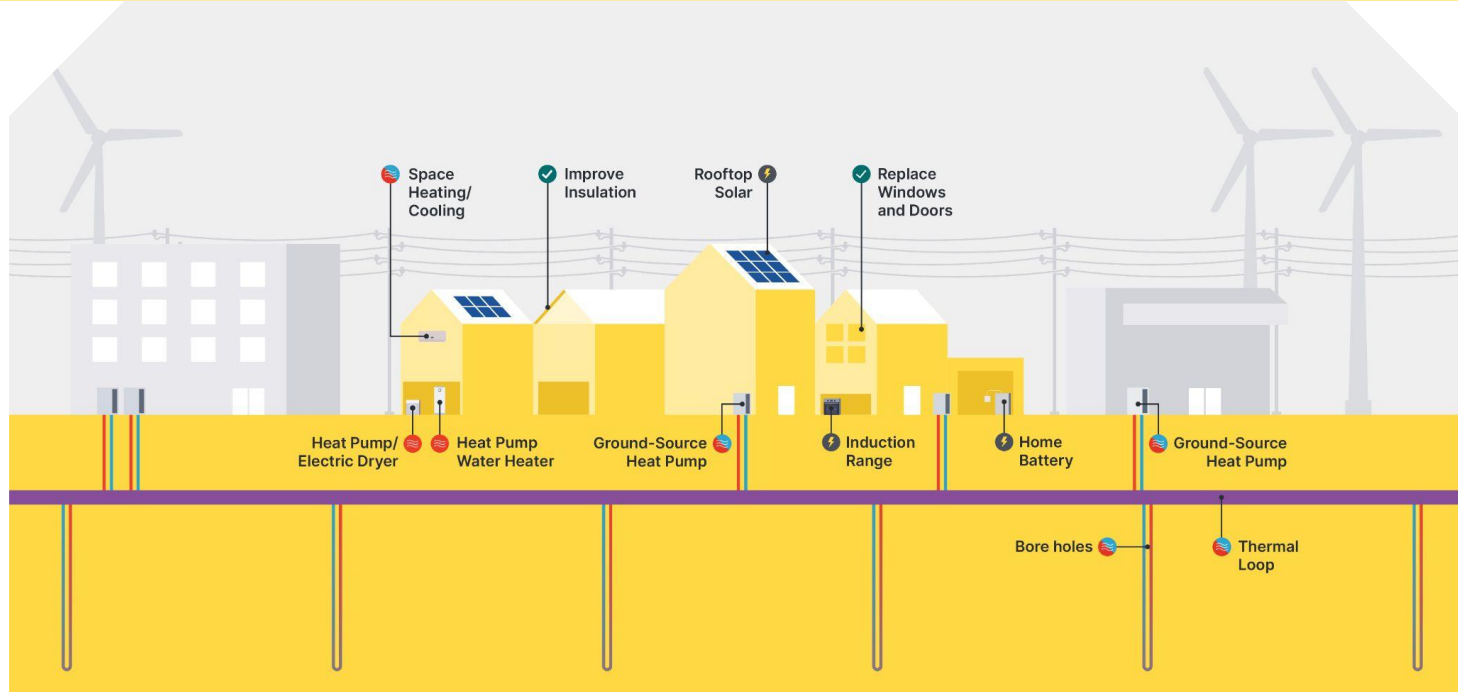 Space
Heating/
Cooling
Improve
Insulation
Rooftop
Solar
Replace
Windows
and Doors
Heat Pump/
Electric Dryer
Heat Pump
Water Heater
Ground-Source
Heat Pump
Induction
Range
Home
Battery
Ground-Source
Heat Pump
Bore holes
Thermal
Loop